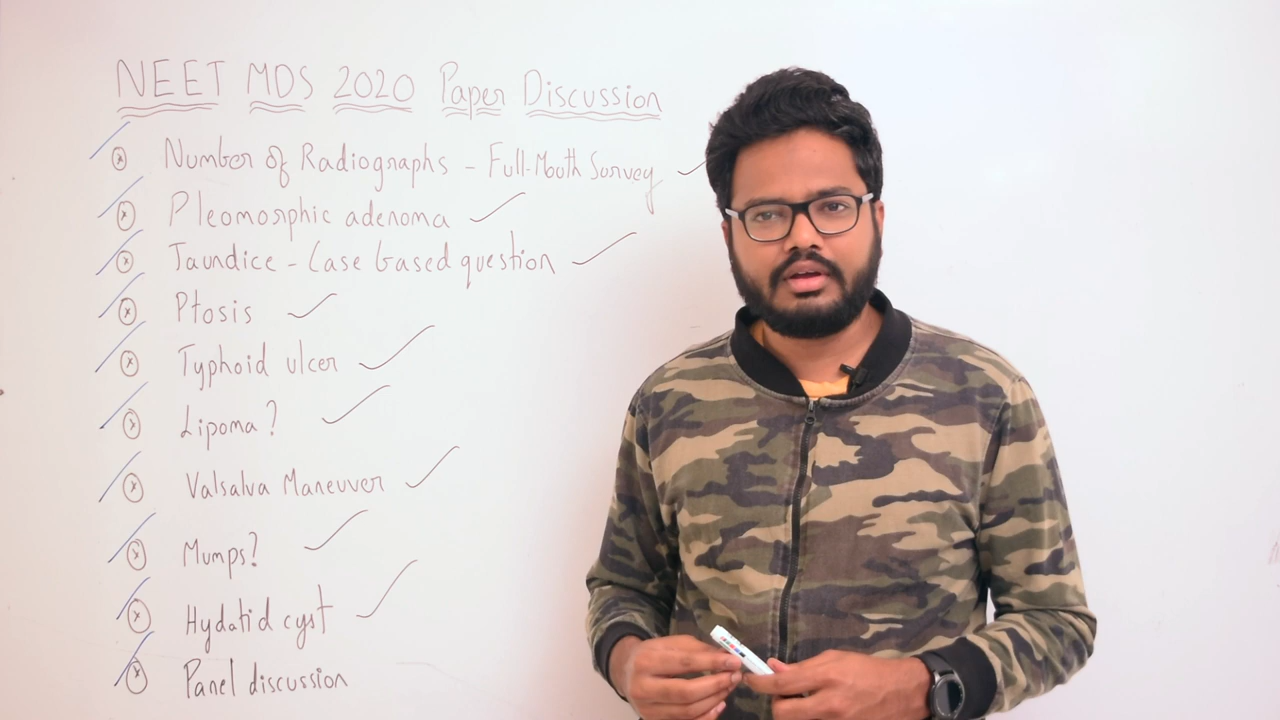 NEET MDS 2020 Paper Discussion
Number of Radiographs - Full-Mouth Survey
Pleomorphic adenoma
Jaundice - Case based question
Ptosis
Typhoid ulcer
Lipoma?
Valsalva Maneuver
Mumps?
Hydatid cyst
Panel discussion